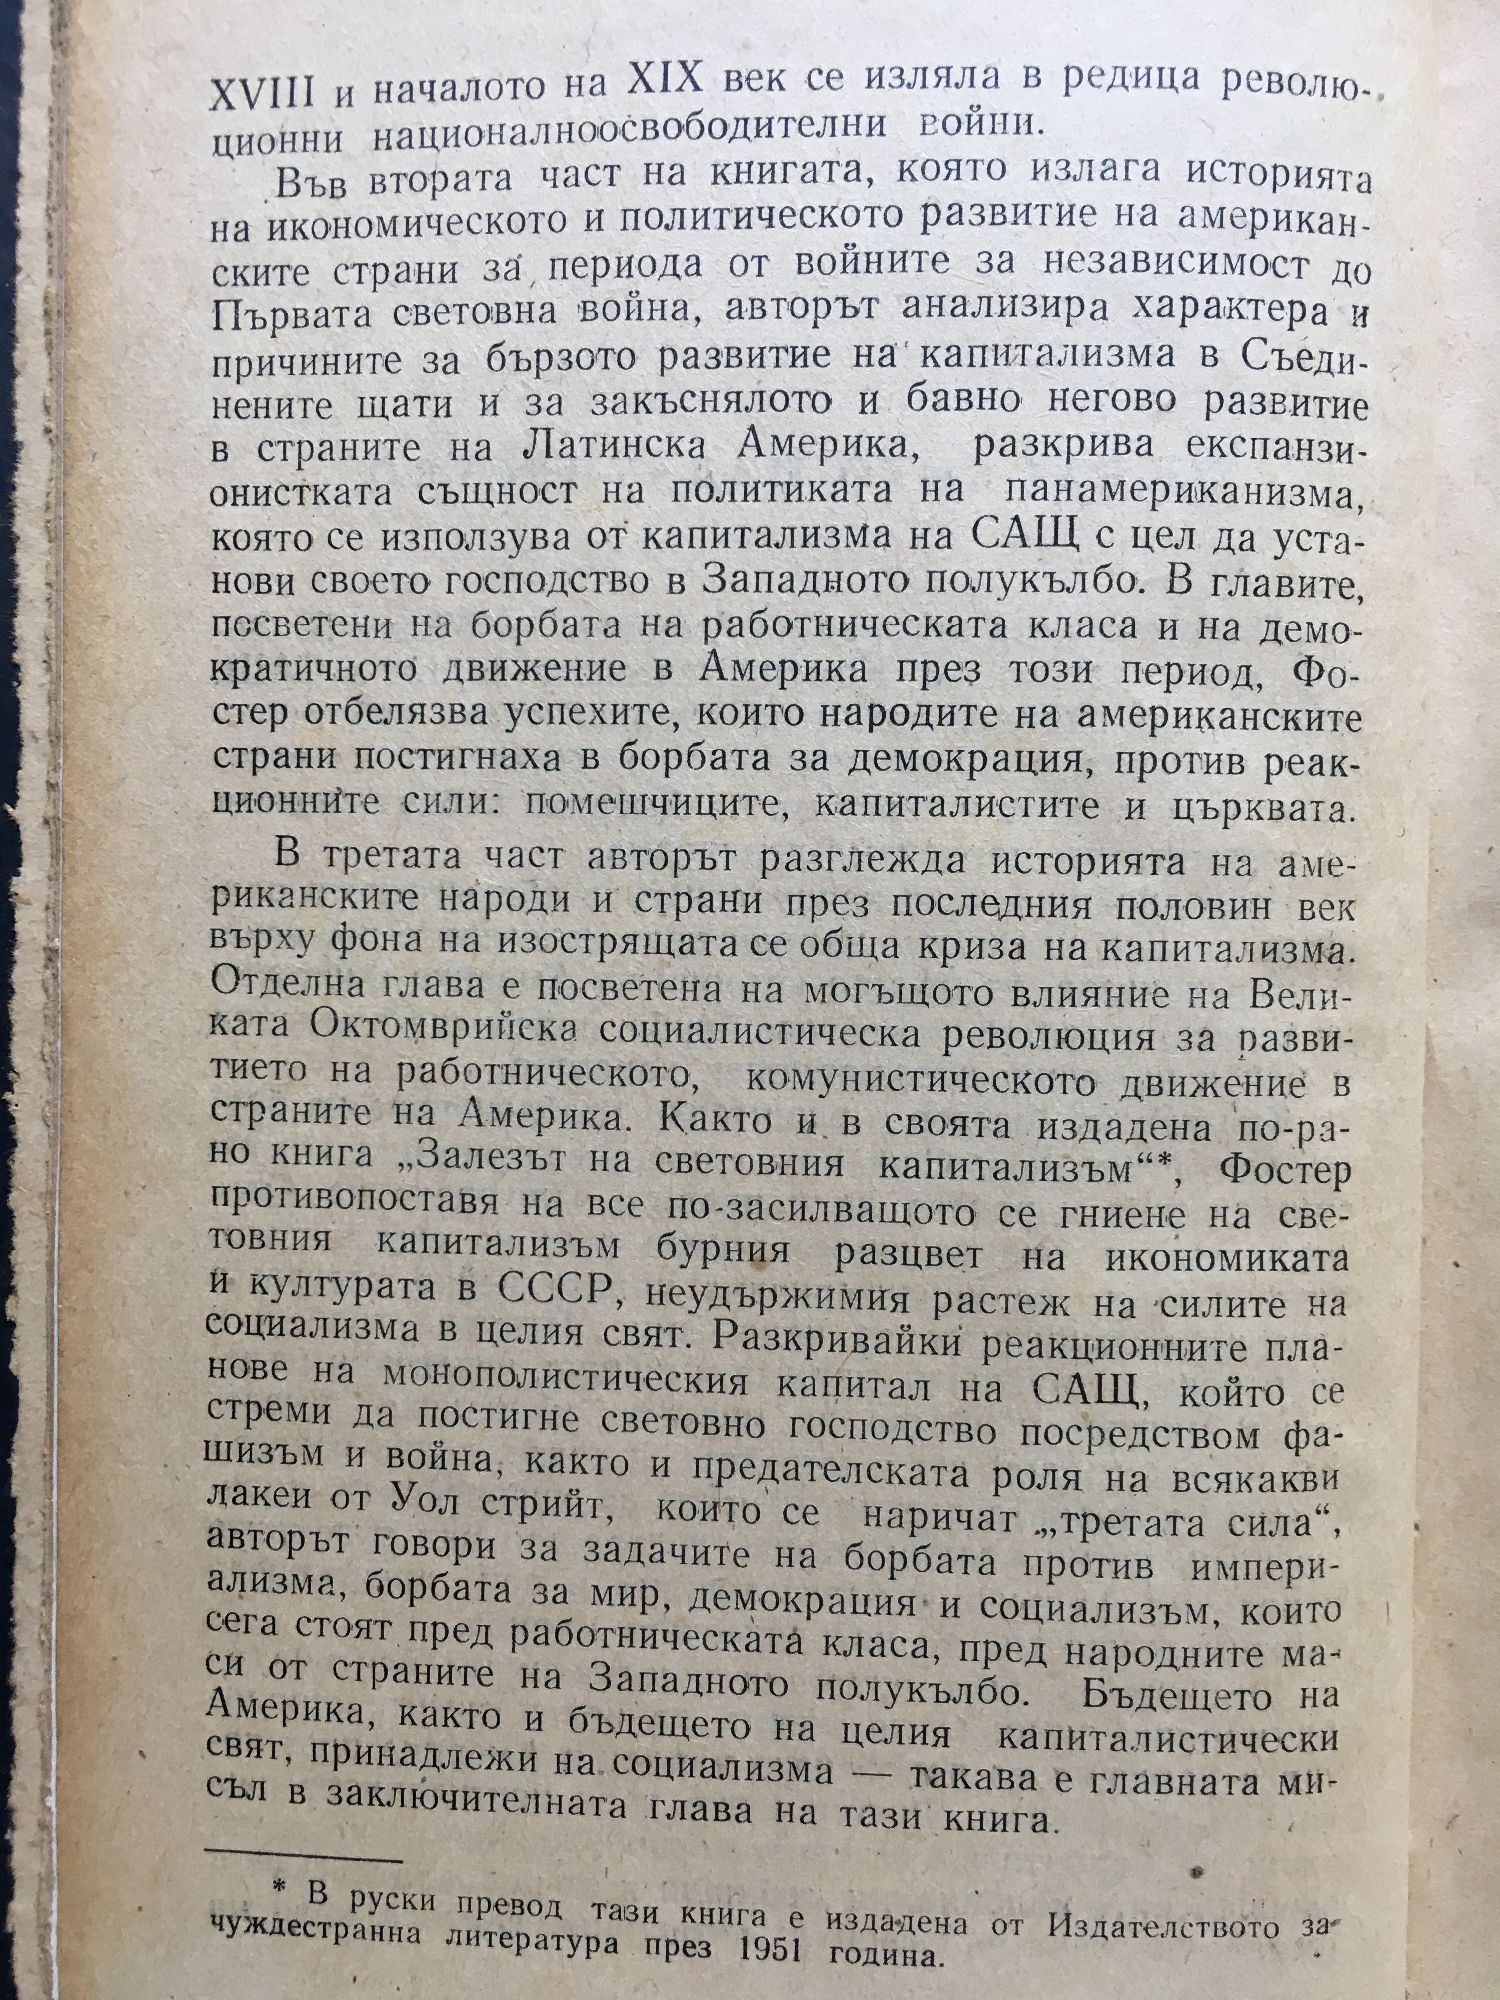 XVIII и началото на XIX век се изляла в редица револю-
ционни националноосвободителни войни.
Във втората част на книгата, която излага историята
на икономическото и политическото развитие на американ-
ските страни за периода от войните за независимост до
Първата световна война, авторът анализира характера и
причините за бързото развитие на капитализма в Съеди-
нените щати и за закъснялото и бавно негово развитие
в страните на Латинска Америка, разкрива експанзи-
онистката същност на политиката на панамериканизма,
която се използува от капитализма на САЩ с цел да уста-
нови своето господство в Западното полукълбо. В главите,
посветени на борбата на работническата класа и на демо-
кратичното движение в Америка през този период, Фо-
стер отбелязва успехите, които народите на американските
страни постигнаха в борбата за демокрация, против реак-
ционните сили: помешчиците, капиталистите и църквата.
В третата част авторът разглежда историята на аме-
риканските народи и страни през последния половин век
върху фона на изострящата се обща криза на капитализма.
Отделна глава е посветена на могъщото влияние на Вели-
ката Октомврийска социалистическа революция за разви-
тието на работническото, комунистическото движение в
страните на Америка. Както и в своята издадена по-ра-
но книга „Залезът на световния капитализъм“*, Фостер
противопоставя на все по-засилващото се гниене на све-
товния капитализъм бурния разцвет на икономиката
и културата в СССР, неудържимия растеж на силите на
социализма в целия свят. Разкривайки реакционните пла-
нове на монополистическия капитал на САЩ, който се
стреми да постигне световно господство посредством фа-
шизъм и война, както и предателската роля на всякакви
лакеи от Уол стрийт, които се наричат „третата сила“,
авторът говори за задачите на борбата против импери-
ализма, борбата за мир, демокрация и социализъм, които
сега стоят пред работническата класа, пред народните ма-
си от страните на Западното полукълбо. Бъдещето на
Америка, както и бъдещето на целия капиталистически
свят, принадлежи на социализма — такава е главната ми-
съл в заключителната глава на тази книга.
* В руски превод тази книга е издадена от Издателството за
чуждестранна литература през 1951 година.